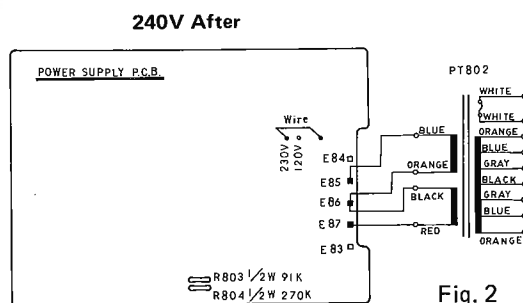 240V After
POWER SUPPLY P.C.B.
PT802
Wire
230V
120V
E84
E85
E86
E87
E83
BLUE
ORANGE
BLACK
RED
WHITE
WHITE
ORANGE
BLUE
GRAY
BLACK
GRAY
BLUE
ORANGE
R803 1/2W 91K
R804 1/2W 270K
Fig. 2